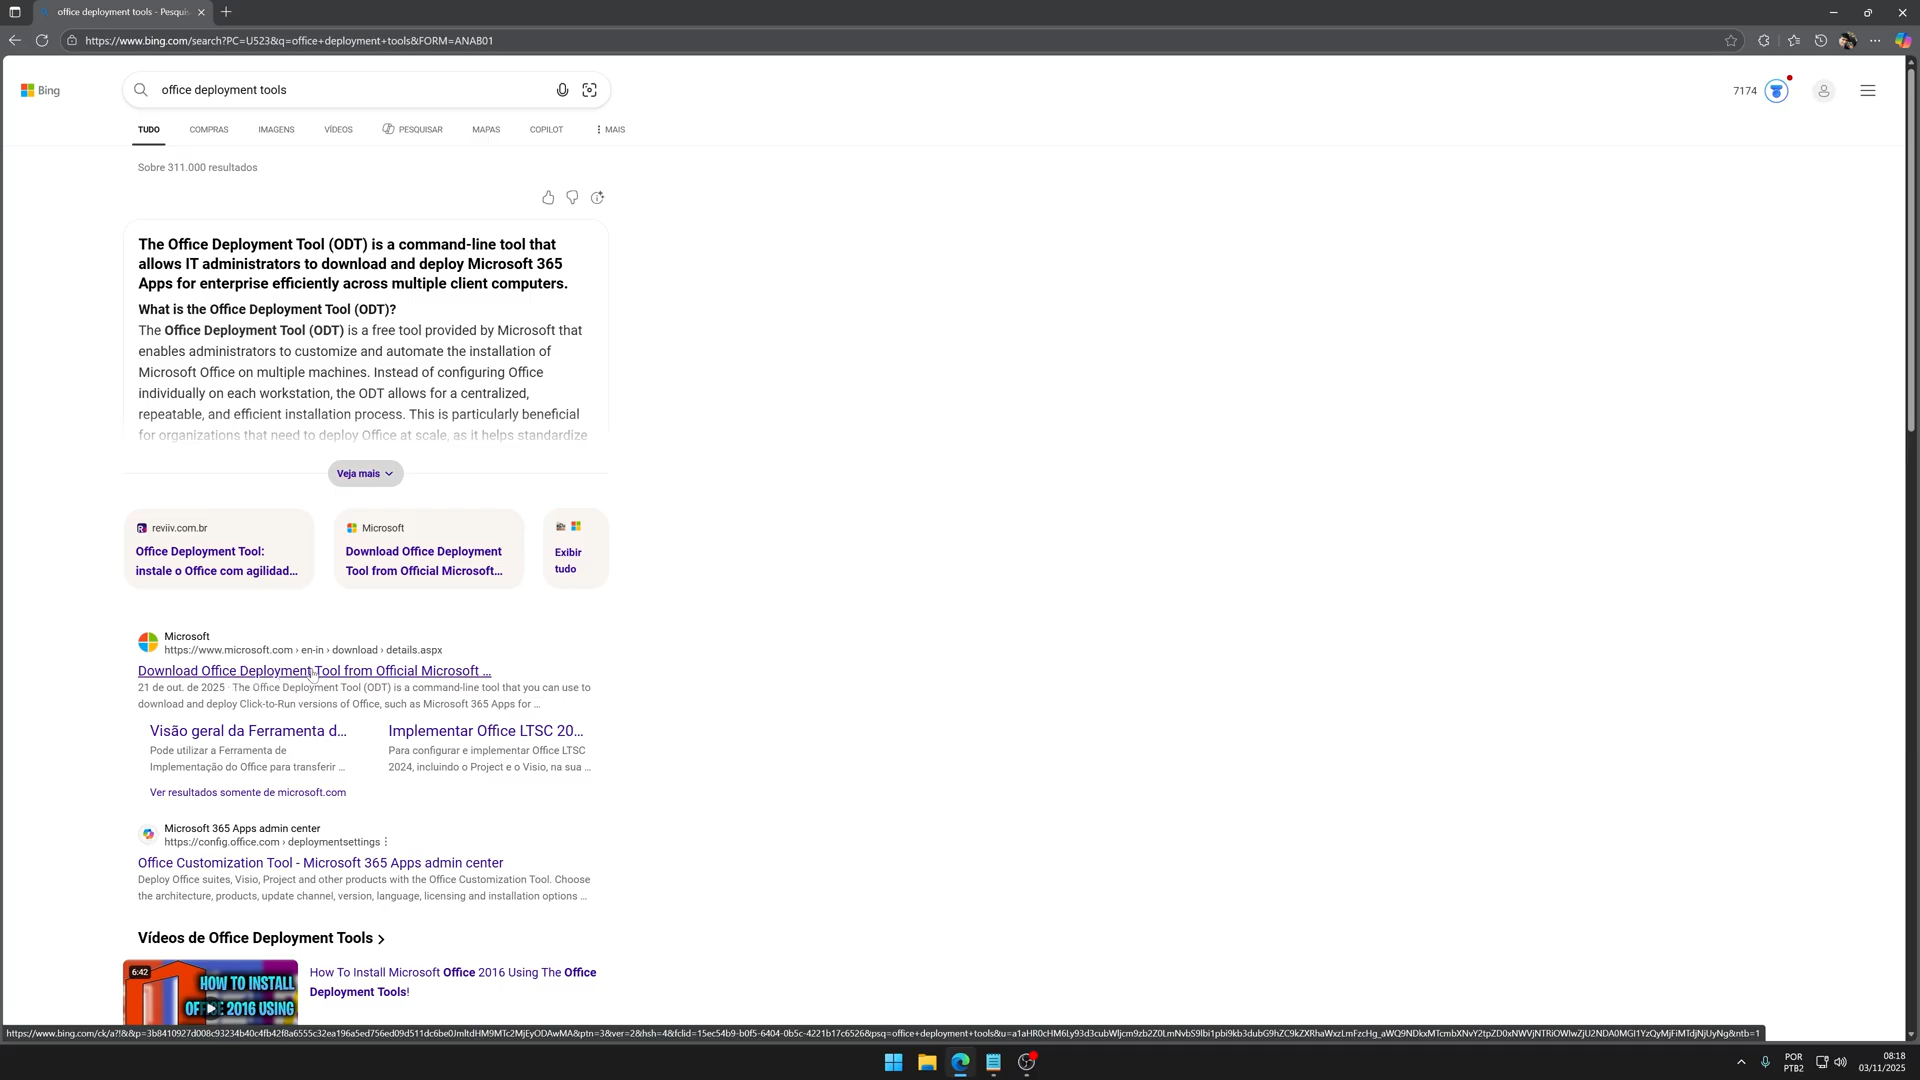 office deployment tools - Pesqui
https://www.bing.com/search?PC=U523&q=office+deployment+tools&FORM=ANAB01
Bing
office deployment tools
7174
TUDO
COMPRAS
IMAGENS
VÍDEOS
PESQUISAR
MAPAS
COPILOT
MAIS
Sobre 311.000 resultados
The Office Deployment Tool (ODT) is a command-line tool that
allows IT administrators to download and deploy Microsoft 365
Apps for enterprise efficiently across multiple client computers.
What is the Office Deployment Tool (ODT)?
The Office Deployment Tool (ODT) is a free tool provided by Microsoft that
enables administrators to customize and automate the installation of
Microsoft Office on multiple machines. Instead of configuring Office
individually on each workstation, the ODT allows for a centralized,
repeatable, and efficient installation process. This is particularly beneficial
for organizations that need to deploy Office at scale, as it helps standardize
Veja mais
reviiv.com.br
Office Deployment Tool:
instale o Office com agilidad...
Microsoft
Download Office Deployment
Tool from Official Microsoft...
Exibir
tudo
Microsoft
https://www.microsoft.com › en-in › download › details.aspx
Download Office Deployment Tool from Official Microsoft ...
21 de out. de 2025 · The Office Deployment Tool (ODT) is a command-line tool that you can use to
download and deploy Click-to-Run versions of Office, such as Microsoft 365 Apps for ...
Visão geral da Ferramenta d...
Pode utilizar a Ferramenta de
Implementação do Office para transferir ...
Implementar Office LTSC 20...
Para configurar e implementar Office LTSC
2024, incluindo o Project e o Visio, na sua ...
Ver resultados somente de microsoft.com
Microsoft 365 Apps admin center
https://config.office.com › deploymentsettings
Office Customization Tool - Microsoft 365 Apps admin center
Deploy Office suites, Visio, Project and other products with the Office Customization Tool. Choose
the architecture, products, update channel, version, language, licensing and installation options ...
Vídeos de Office Deployment Tools >
6:42
HOW TO INSTALL
2016 USING
How To Install Microsoft Office 2016 Using The Office
Deployment Tools!
POR
PTB2
08:18
03/11/2025